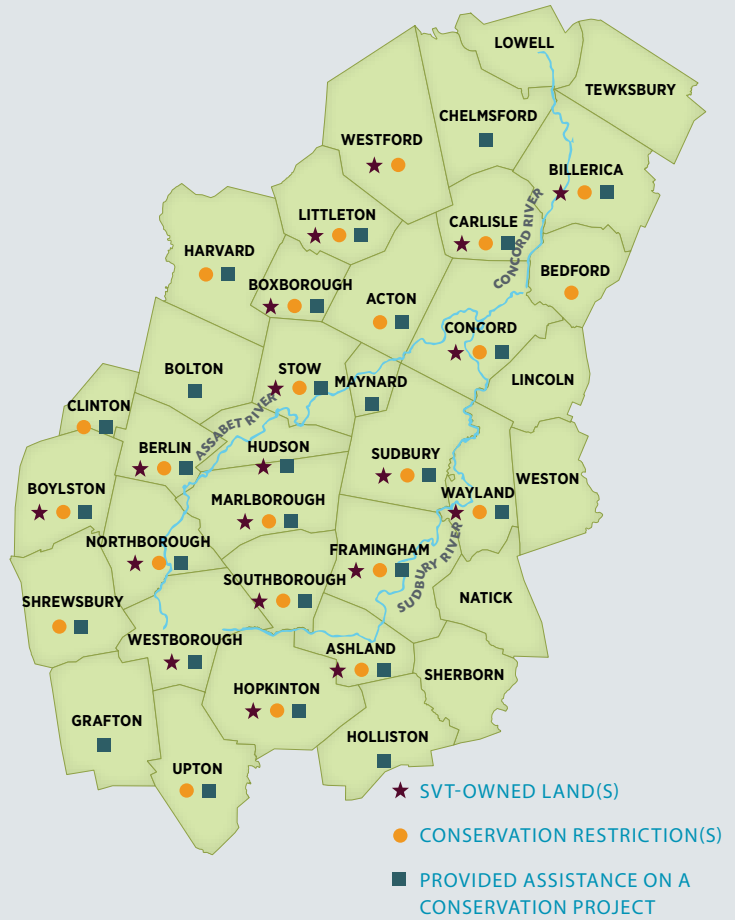 LOWELL
TEWKSBURY
CHELMSFORD
WESTFORD
BILLERICA
LITTLETON
CARLISLE
CONCORD RIVER
HARVARD
BEDFORD
BOXBOROUGH
ACTON
CONCORD
BOLTON
STOW
MAYNARD
LINCOLN
CLINTON
ASSABET RIVER
BERLIN
HUDSON
SUDBURY
WESTON
BOYLSTON
MARLBOROUGH
WAYLAND
NORTHBOROUGH
FRAMINGHAM
SUDBURY RIVER
SOUTHBOROUGH
SHREWSBURY
NATICK
WESTBOROUGH
ASHLAND
SHERBORN
HOPKINTON
GRAFTON
HOLLISTON
UPTON
SVT-OWNED LAND(S)
CONSERVATION RESTRICTION(S)
PROVIDED ASSISTANCE ON A
CONSERVATION PROJECT